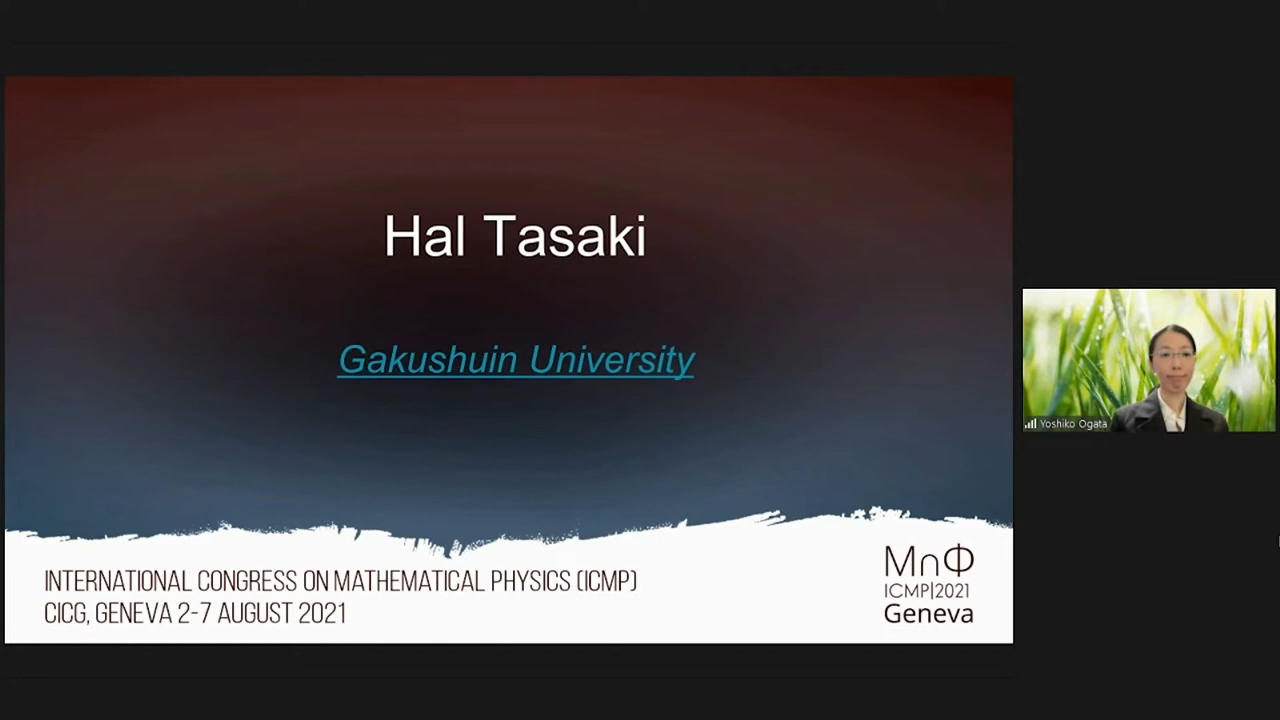 Hal Tasaki
Gakushuin University
INTERNATIONAL CONGRESS ON MATHEMATICAL PHYSICS (ICMP)
CICG, GENEVA 2-7 AUGUST 2021
M∩Φ
ICMP|2021
Geneva
Yoshiko Ogata